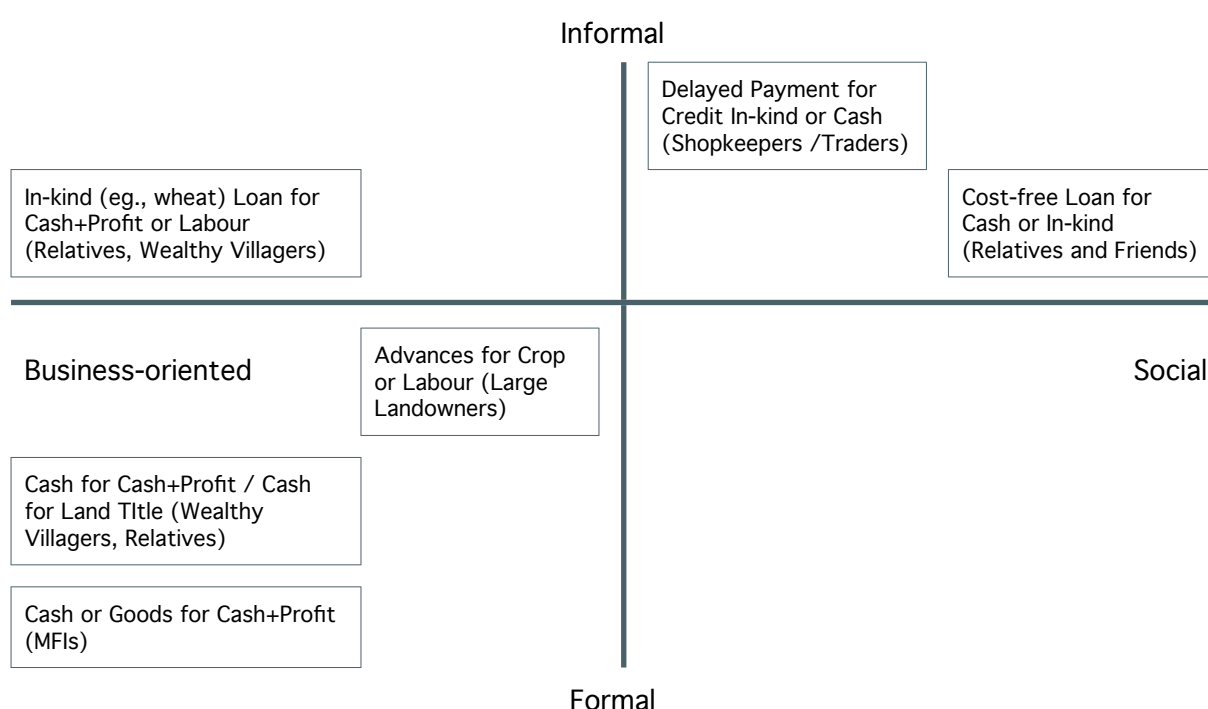 Informal
Delayed Payment for
Credit In-kind or Cash
(Shopkeepers /Traders)
In-kind (eg., wheat) Loan for
Cash+Profit or Labour
(Relatives, Wealthy Villagers)
Cost-free Loan for
Cash or In-kind
(Relatives and Friends)
Business-oriented
Advances for Crop
or Labour (Large
Landowners)
Social
Cash for Cash+Profit / Cash
for Land TItle (Wealthy
Villagers, Relatives)
Cash or Goods for Cash+Profit
(MFIs)
Formal